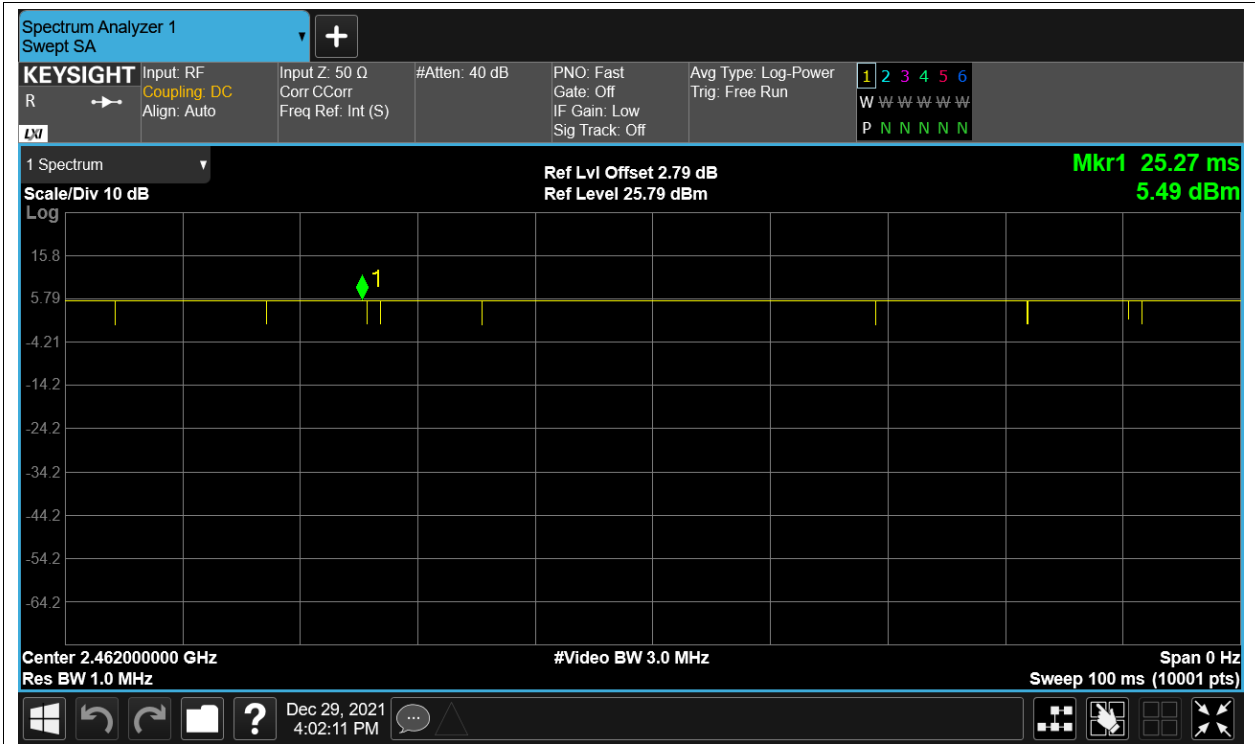 Spectrum Analyzer 1
Swept SA
KEYSIGHT
R
LXI
Input: RF
Coupling: DC
Align: Auto
Input Z: 50 Ω
Corr CCorr
Freq Ref: Int (S)
#Atten: 40 dB
PNO: Fast
Gate: Off
IF Gain: Low
Sig Track: Off
Avg Type: Log-Power
Trig: Free Run
1 2 3 4 5 6
W W W W W W
P N N N N N
1 Spectrum
Scale/Div 10 dB
Log
Ref Lvl Offset 2.79 dB
Ref Level 25.79 dBm
Mkr1 25.27 ms
5.49 dBm
15.8
1
5.79
-4.21
-14.2
-24.2
-34.2
-44.2
-54.2
-64.2
Center 2.462000000 GHz
#Video BW 3.0 MHz
Span 0 Hz
Res BW 1.0 MHz
Sweep 100 ms (10001 pts)
?
Dec 29, 2021
4:02:11 PM